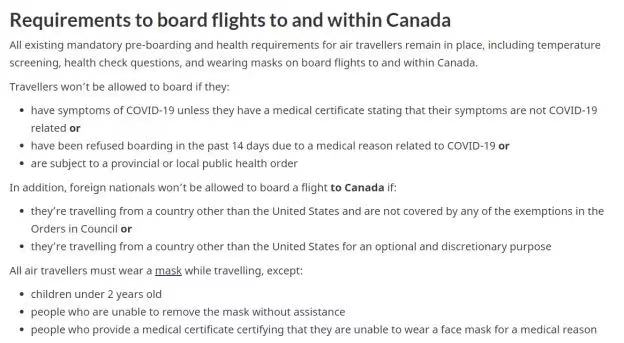 Requirements to board flights to and within Canada
All existing mandatory pre-boarding and health requirements for air travellers remain in place, including temperature
screening, health check questions, and wearing masks on board flights to and within Canada.
Travellers won't be allowed to board if they:
• have symptoms of COVID-19 unless they have a medical certificate stating that their symptoms are not COVID-19
related or
• have been refused boarding in the past 14 days due to a medical reason related to COVID-19 or
• are subject to a provincial or local public health order
In addition, foreign nationals won't be allowed to board a flight to Canada if:
• they're travelling from a country other than the United States and are not covered by any of the exemptions in the
Orders in Council or
• they're travelling from a country other than the United States for an optional and discretionary purpose
All air travellers must wear a mask while travelling, except:
• children under 2 years old
• people who are unable to remove the mask without assistance
• people who provide a medical certificate certifying that they are unable to wear a face mask for a medical reason